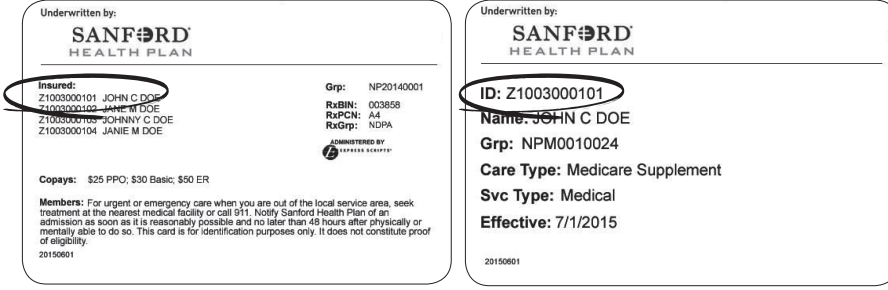 Underwritten by:
SANFORD
HEALTH PLAN
Insured:
Z1003000101 JOHN C DOE
Z1003000102 JANE M DOE
Z1003000103 JOHNNY C DOE
Z1003000104 JANIE M DOE
Grp: NP20140001
RxBIN: 003858
RxPCN: A4
RxGrp: NDPA
ADMINISTERED BY
EXPRESS SCRIPTS®
Copays: $25 PPO; $30 Basic; $50 ER
Members: For urgent or emergency care when you are out of the local service area, seek
treatment at the nearest medical facility or call 911. Notify Sanford Health Plan of an
admission as soon as it is reasonably possible and no later than 48 hours after physically or
mentally able to do so. This card is for identification purposes only. It does not constitute proof
of eligibility.
20150601
Underwritten by:
SANFORD
HEALTH PLAN
ID: Z1003000101
Name: JOHN C DOE
Grp: NPM0010024
Care Type: Medicare Supplement
Svc Type: Medical
Effective: 7/1/2015
20150601